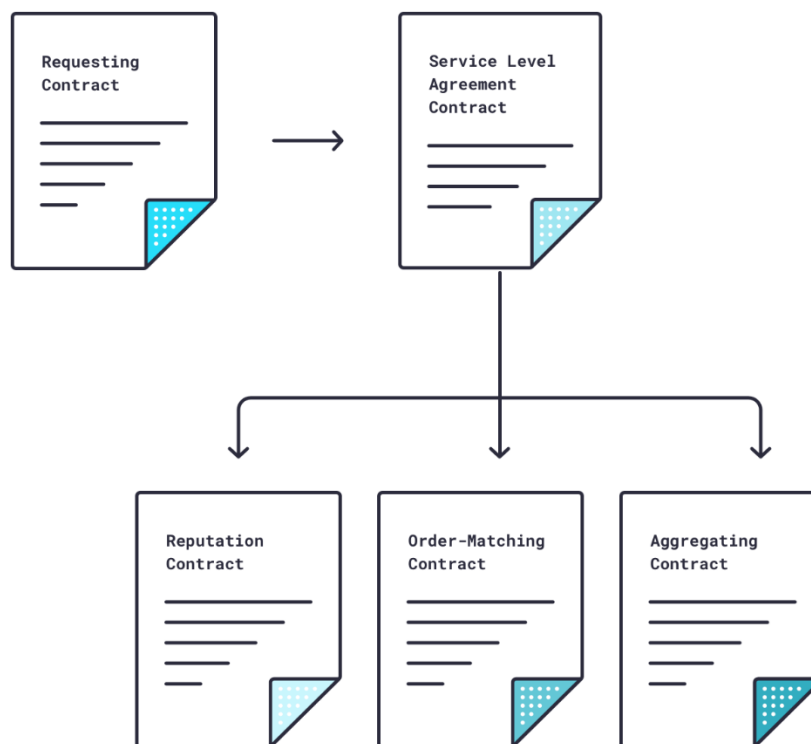 Requesting
Contract
Service Level
Agreement
Contract
Reputation
Contract
Order-Matching
Contract
Aggregating
Contract